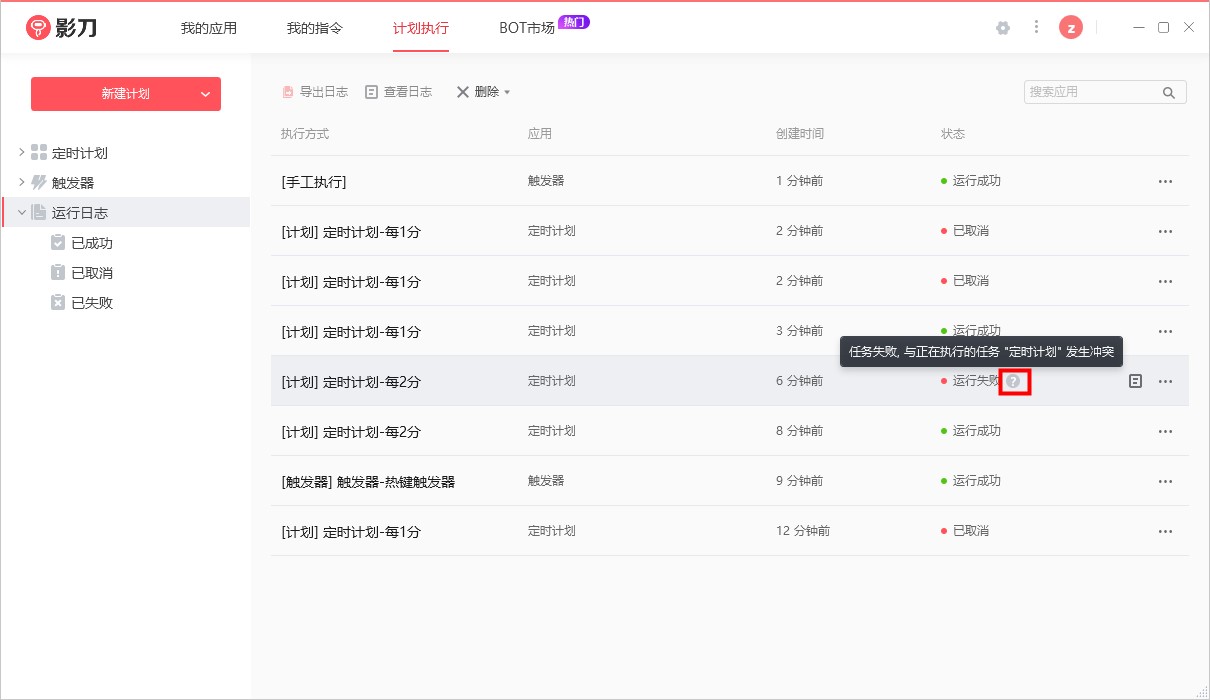 影刀
我的应用 我的指令 计划执行 BOT市场 热门
z
新建计划
定时计划
触发器
运行日志
已成功
已取消
已失败
导出日志 查看日志 删除
搜索应用
执行方式 应用 创建时间 状态
[手工执行] 触发器 1 分钟前 运行成功
[计划] 定时计划-每1分 定时计划 2 分钟前 已取消
[计划] 定时计划-每1分 定时计划 2 分钟前 已取消
[计划] 定时计划-每1分 定时计划 3 分钟前 运行成功
任务失败, 与正在执行的任务 "定时计划" 发生冲突
[计划] 定时计划-每2分 定时计划 6 分钟前 运行失败 ?
[计划] 定时计划-每2分 定时计划 8 分钟前 运行成功
[触发器] 触发器-热键触发器 触发器 9 分钟前 运行成功
[计划] 定时计划-每1分 定时计划 12 分钟前 已取消